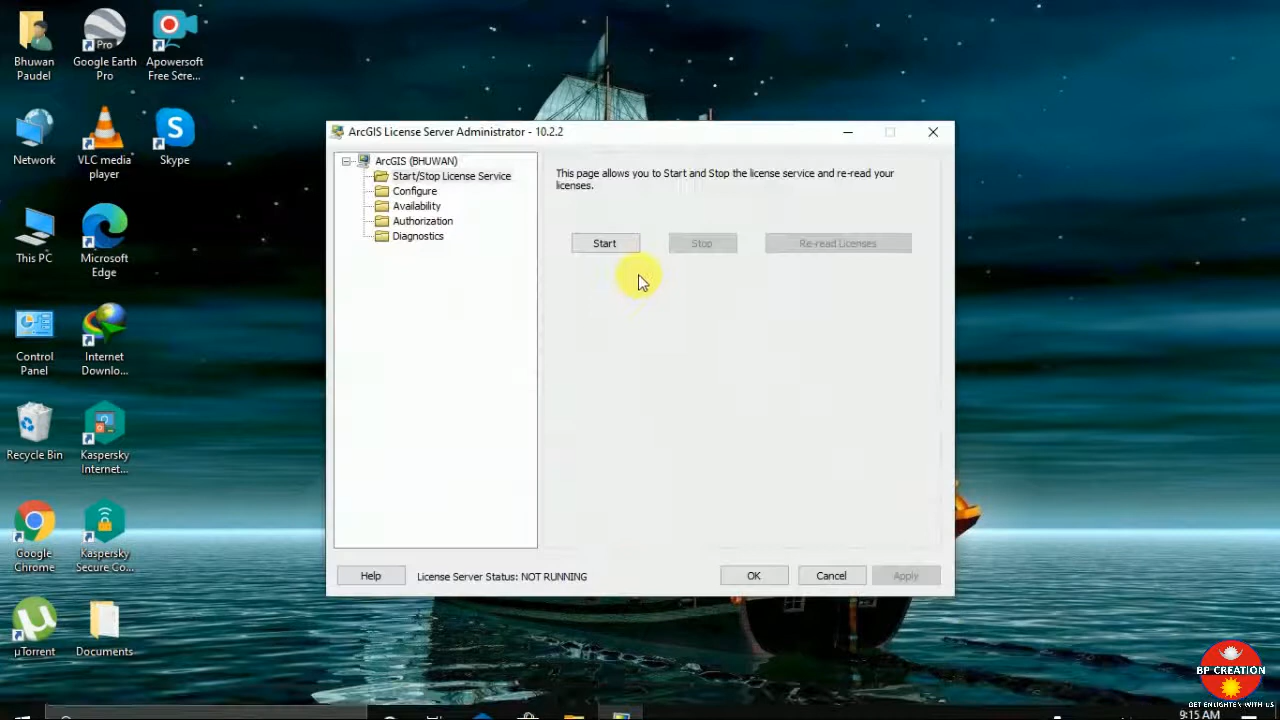 Bhuwan
Paudel
Google Earth
Pro
Pro
Apowersoft
Free Scre...
Network
VLC media
player
Skype
This PC
Microsoft
Edge
Control
Panel
Internet
Downlo...
Recycle Bin
Kaspersky
Internet...
Google
Chrome
Kaspersky
Secure Co...
µTorrent
Documents
ArcGIS License Server Administrator - 10.2.2
ArcGIS (BHUWAN)
Start/Stop License Service
Configure
Availability
Authorization
Diagnostics
This page allows you to Start and Stop the license service and re-read your
licenses.
Start
Stop
Re-read Licenses
Help
License Server Status: NOT RUNNING
OK
Cancel
Apply
BP CREATION
GET ENLIGHTEN WITH US
9:15 AM